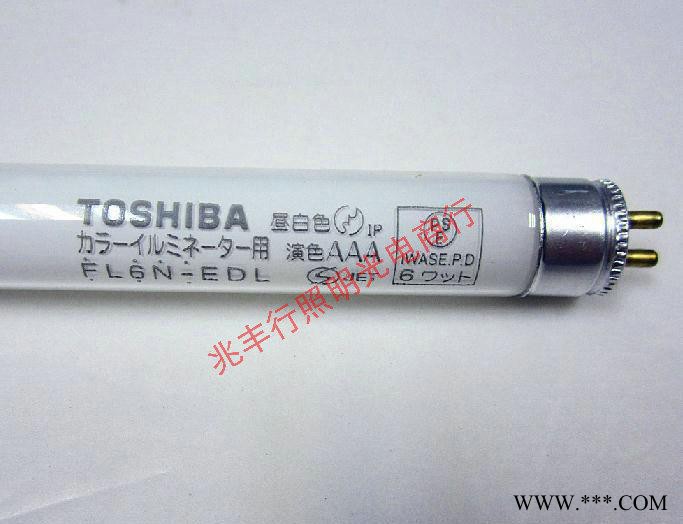 TOSHIBA 昼白色 JP
カラーイルミネーター用 演色AAA
FL6N-EDL S JET IWASE.P.D
6ワット
兆丰行照明光电商行
WWW.***.COM